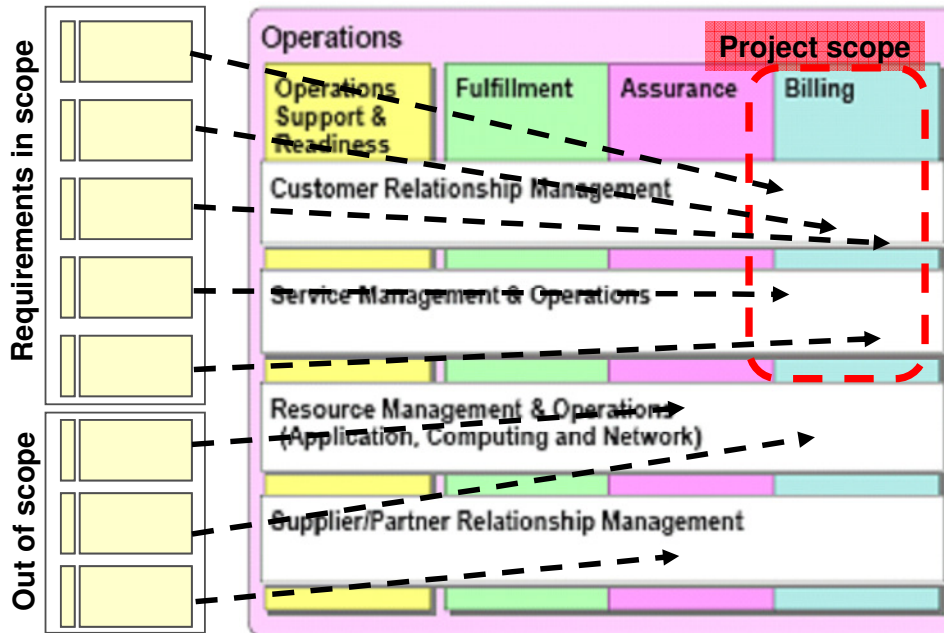 Requirements in scope
Out of scope
Operations
Project scope
Operations
Support &
Readiness
Fulfillment
Assurance
Billing
Customer Relationship Management
Service Management & Operations
Resource Management & Operations
(Application, Computing and Network)
Supplier/Partner Relationship Management